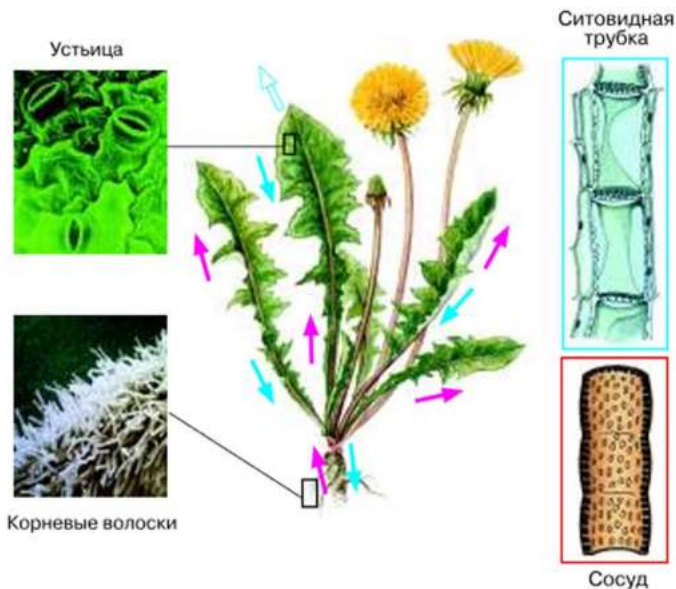 Устьица
Ситовидная
трубка
Корневые волоски
Сосуд